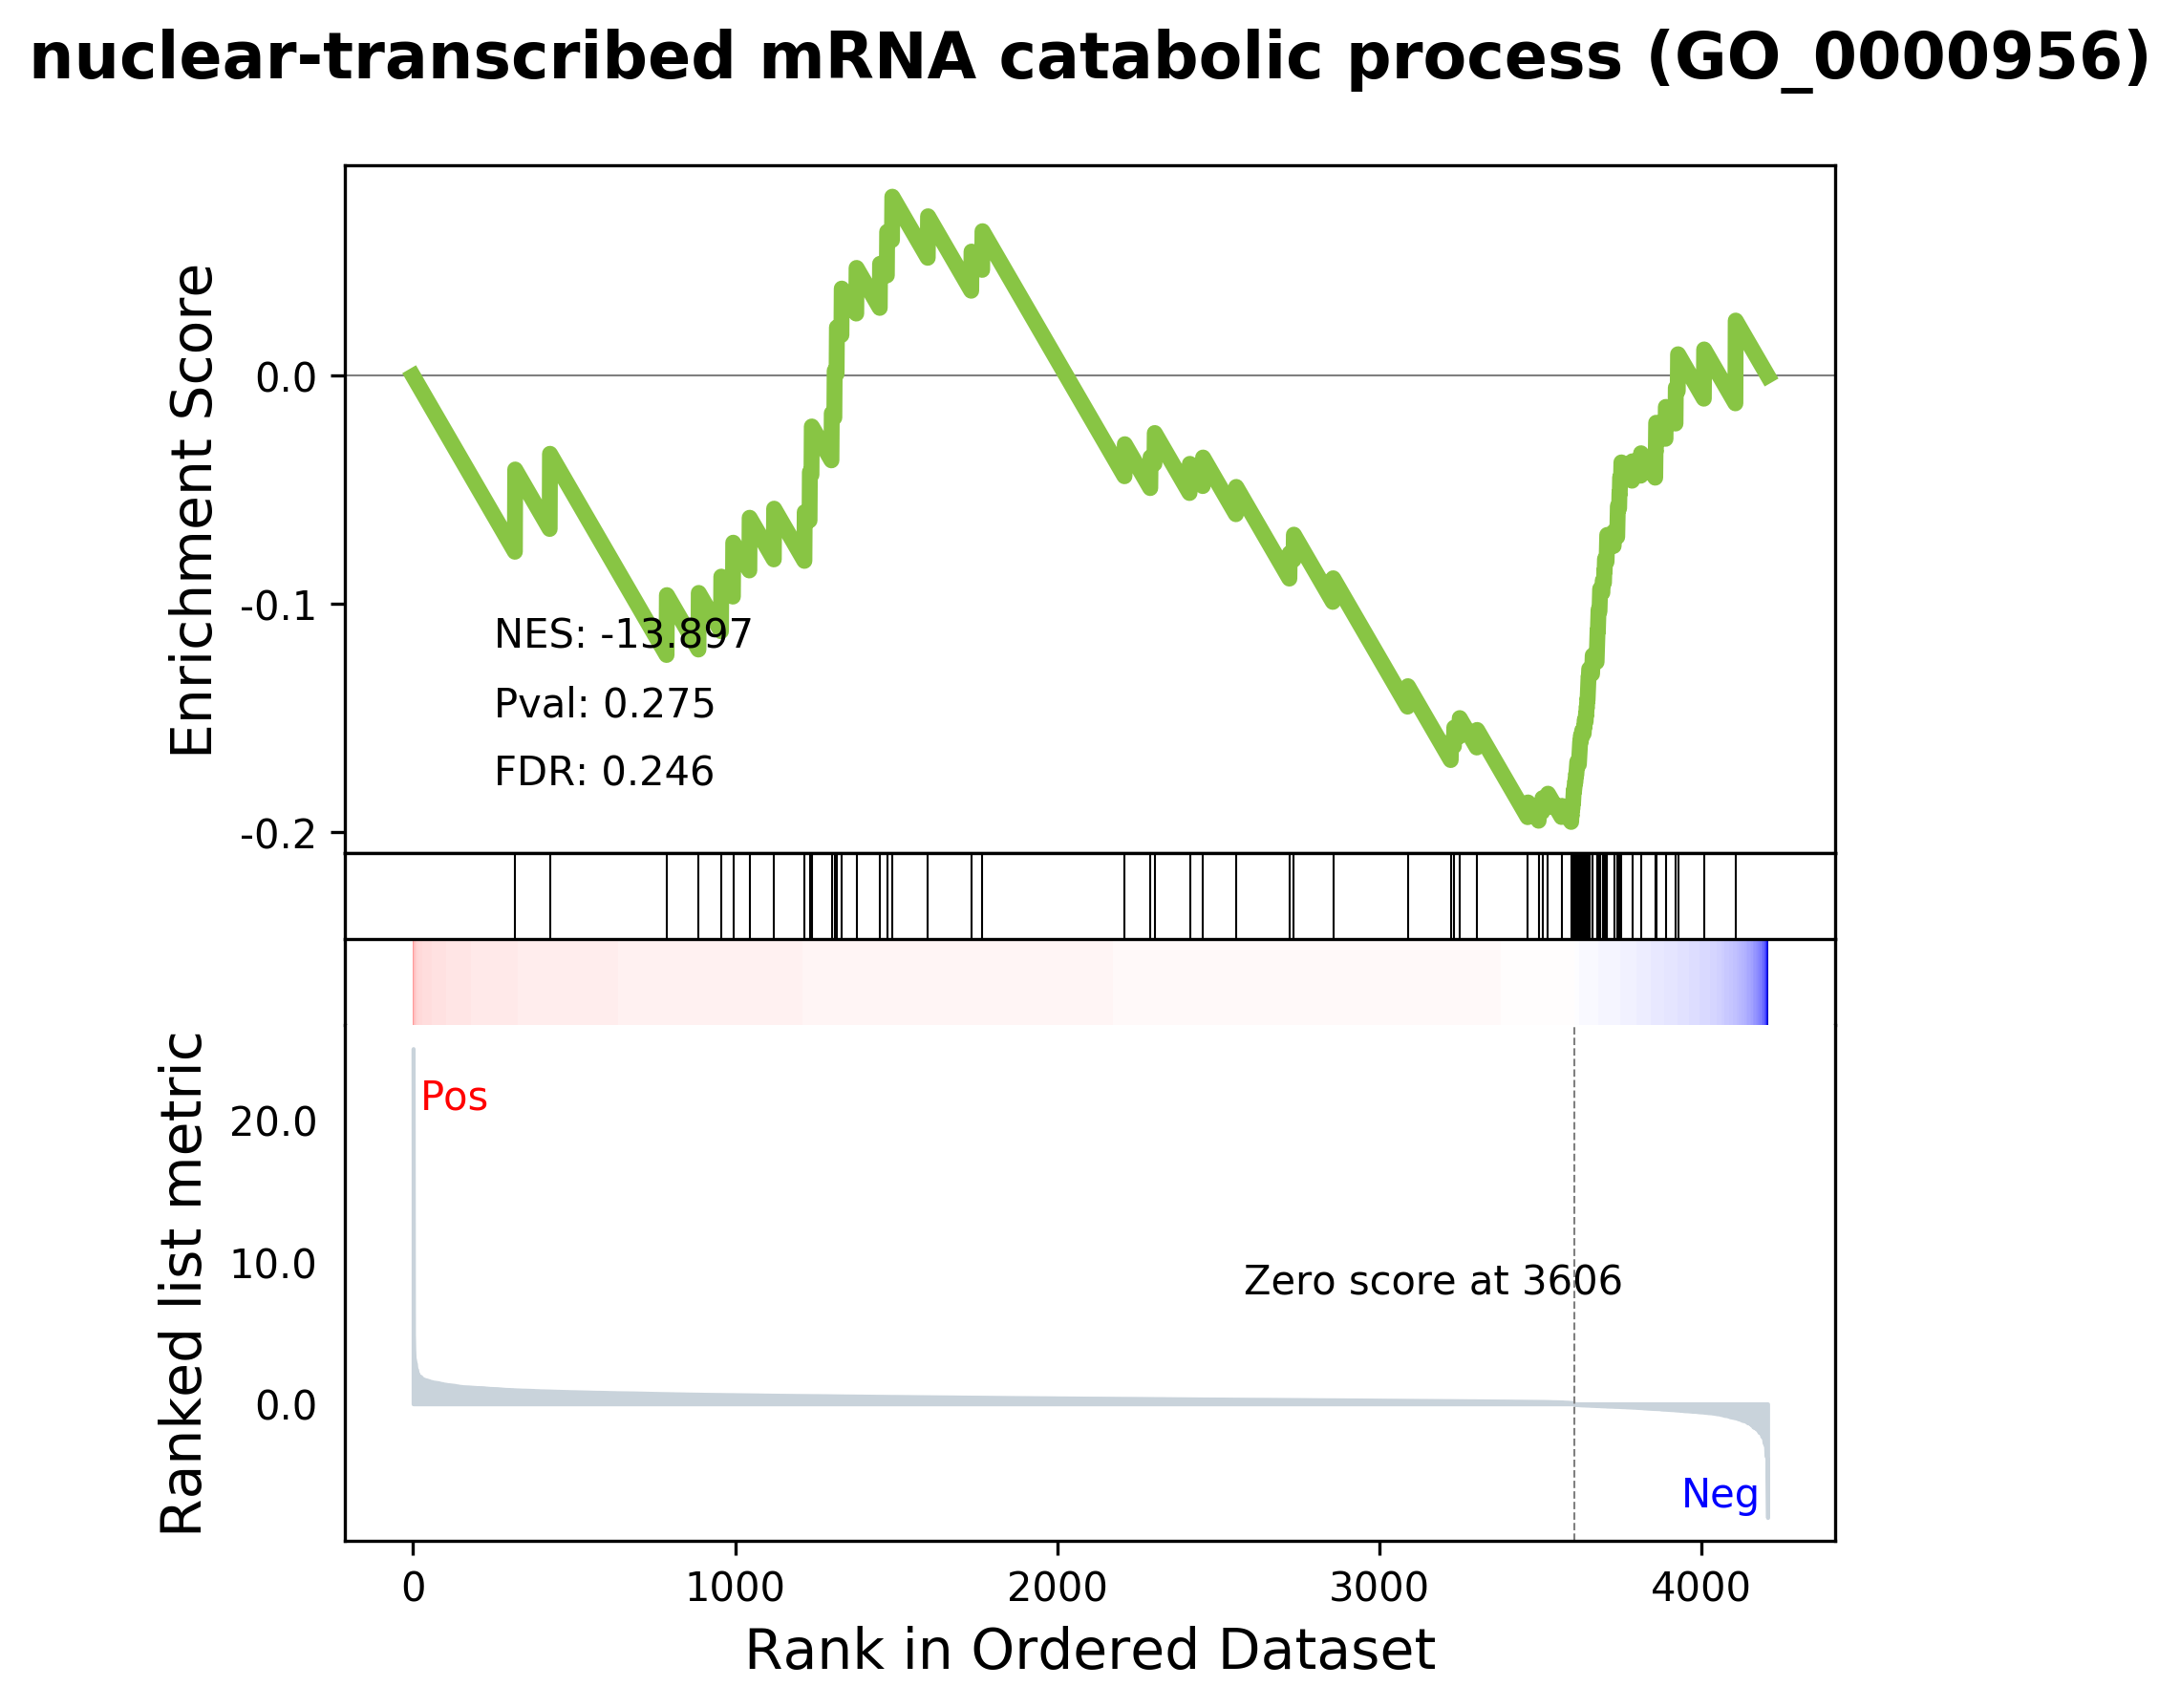 nuclear-transcribed mRNA catabolic process (GO_0000956)
Enrichment Score
0.0
-0.1
-0.2
NES: -13.897
Pval: 0.275
FDR: 0.246
Ranked list metric
20.0
10.0
0.0
Pos
Zero score at 3606
Neg
0 1000 2000 3000 4000
Rank in Ordered Dataset